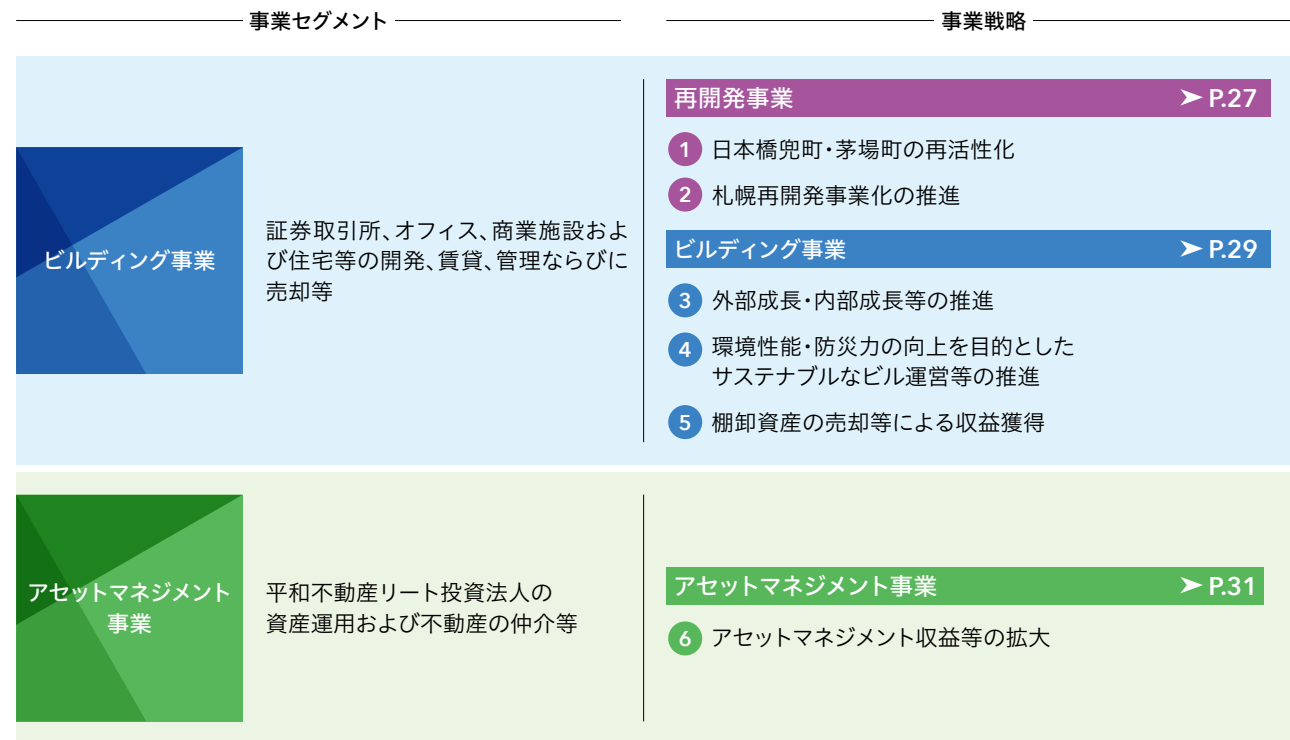 事業セグメント
事業戦略
ビルディング事業
証券取引所、オフィス、商業施設およ
び住宅等の開発、賃貸、管理ならびに
売却等
再開発事業 ➤ P.27
1 日本橋兜町・茅場町の再活性化
2 札幌再開発事業化の推進
ビルディング事業 ➤ P.29
3 外部成長・内部成長等の推進
4 環境性能・防災力の向上を目的とした
サステナブルなビル運営等の推進
5 棚卸資産の売却等による収益獲得
アセットマネジメント
事業
平和不動産リート投資法人の
資産運用および不動産の仲介等
アセットマネジメント事業 ➤ P.31
6 アセットマネジメント収益等の拡大